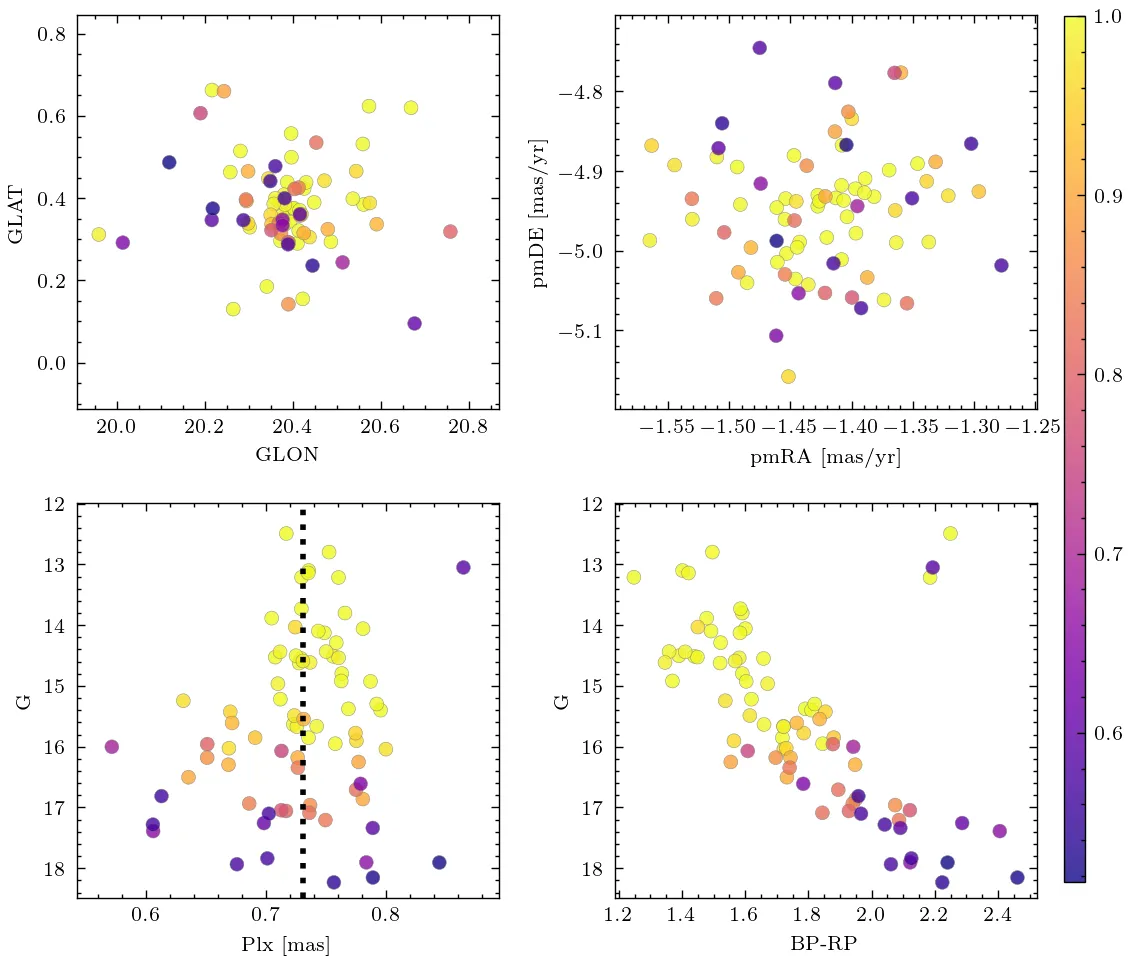 0.8
0.6
0.4
0.2
0.0
GLAT
20.0 20.2 20.4 20.6 20.8
GLON
−4.8
−4.9
−5.0
−5.1
pmDE [mas/yr]
−1.55 −1.50 −1.45 −1.40 −1.35 −1.30 −1.25
pmRA [mas/yr]
1.0
0.9
0.8
0.7
0.6
12
13
14
15
16
17
18
G
0.6 0.7 0.8
Plx [mas]
12
13
14
15
16
17
18
G
1.2 1.4 1.6 1.8 2.0 2.2 2.4
BP-RP